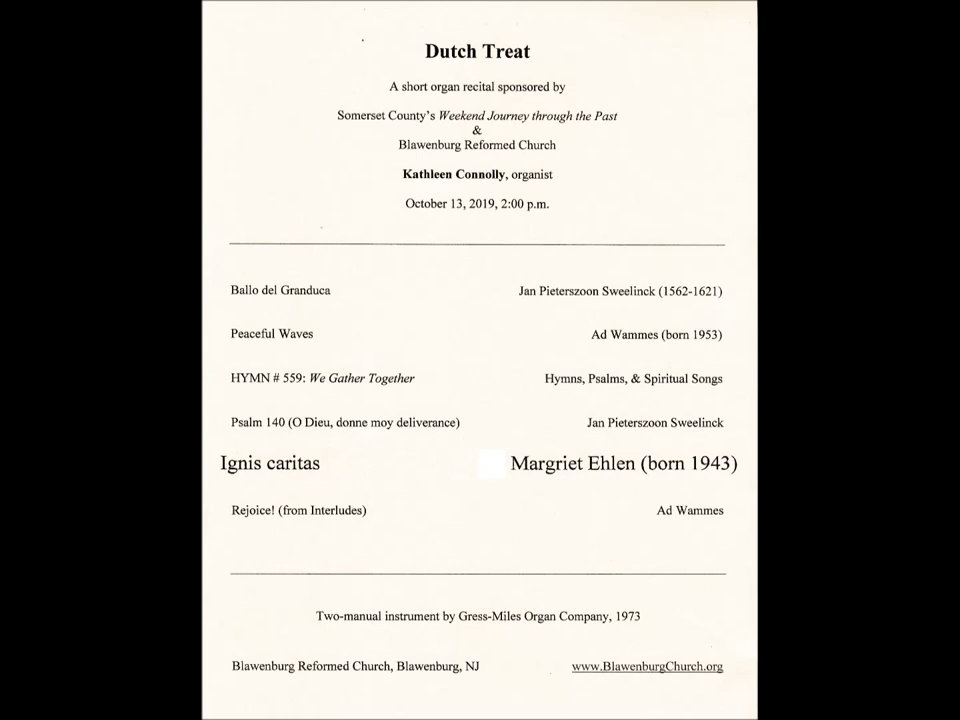 Dutch Treat
A short organ recital sponsored by
Somerset County's Weekend Journey through the Past
&
Blawenburg Reformed Church
Kathleen Connolly, organist
October 13, 2019, 2:00 p.m.
Ballo del Granduca Jan Pieterszoon Sweelinck (1562-1621)
Peaceful Waves Ad Wammes (born 1953)
HYMN # 559: We Gather Together Hymns, Psalms, & Spiritual Songs
Psalm 140 (O Dieu, donne moy deliverance) Jan Pieterszoon Sweelinck
Ignis caritas Margriet Ehlen (born 1943)
Rejoice! (from Interludes) Ad Wammes
Two-manual instrument by Gress-Miles Organ Company, 1973
Blawenburg Reformed Church, Blawenburg, NJ www.BlawenburgChurch.org